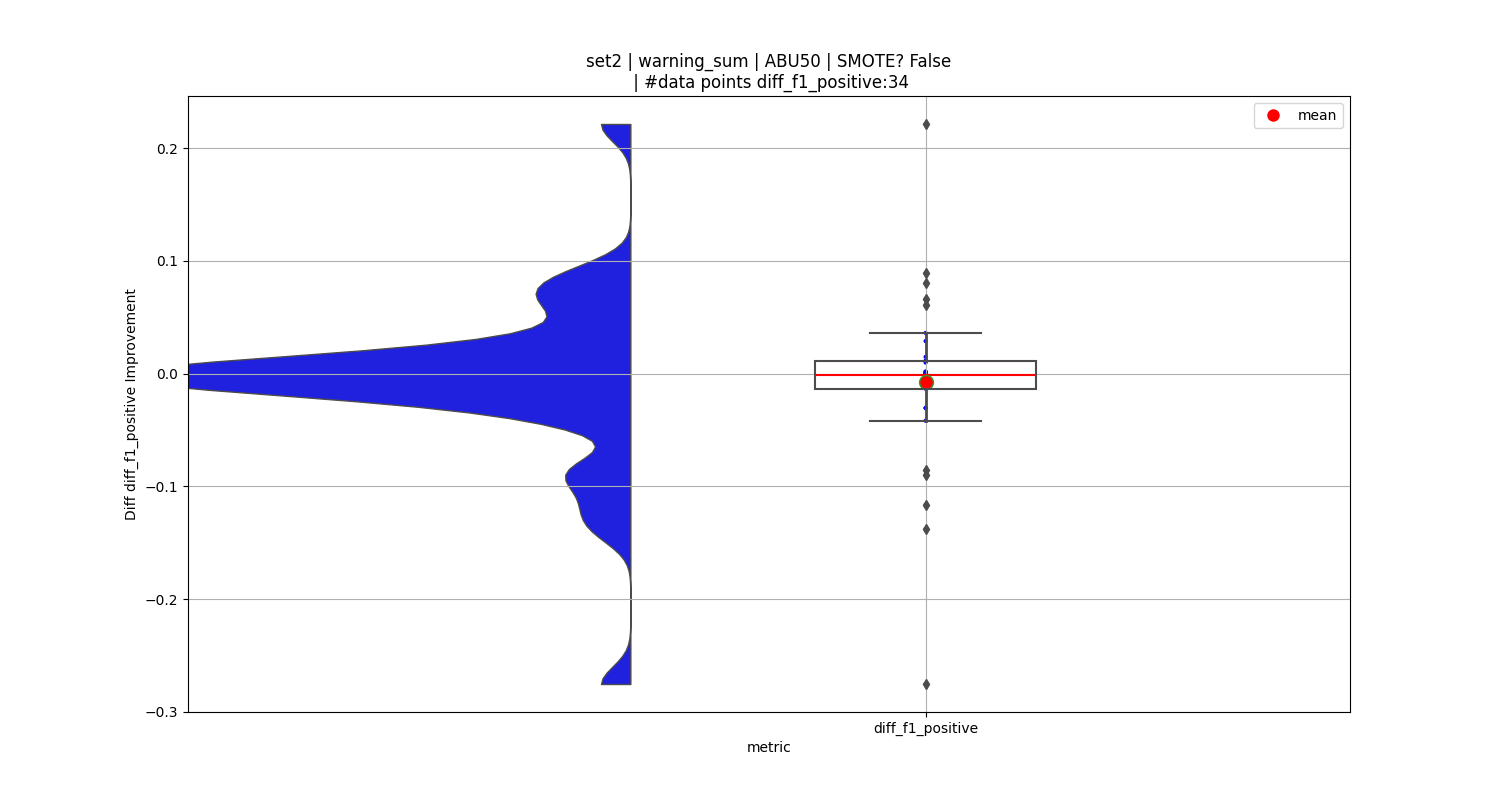 set2 | warning_sum | ABU50 | SMOTE? False
| #data points diff_f1_positive:34
mean
0.2
0.1
0.0
−0.1
−0.2
−0.3
Diff diff_f1_positive Improvement
diff_f1_positive
metric